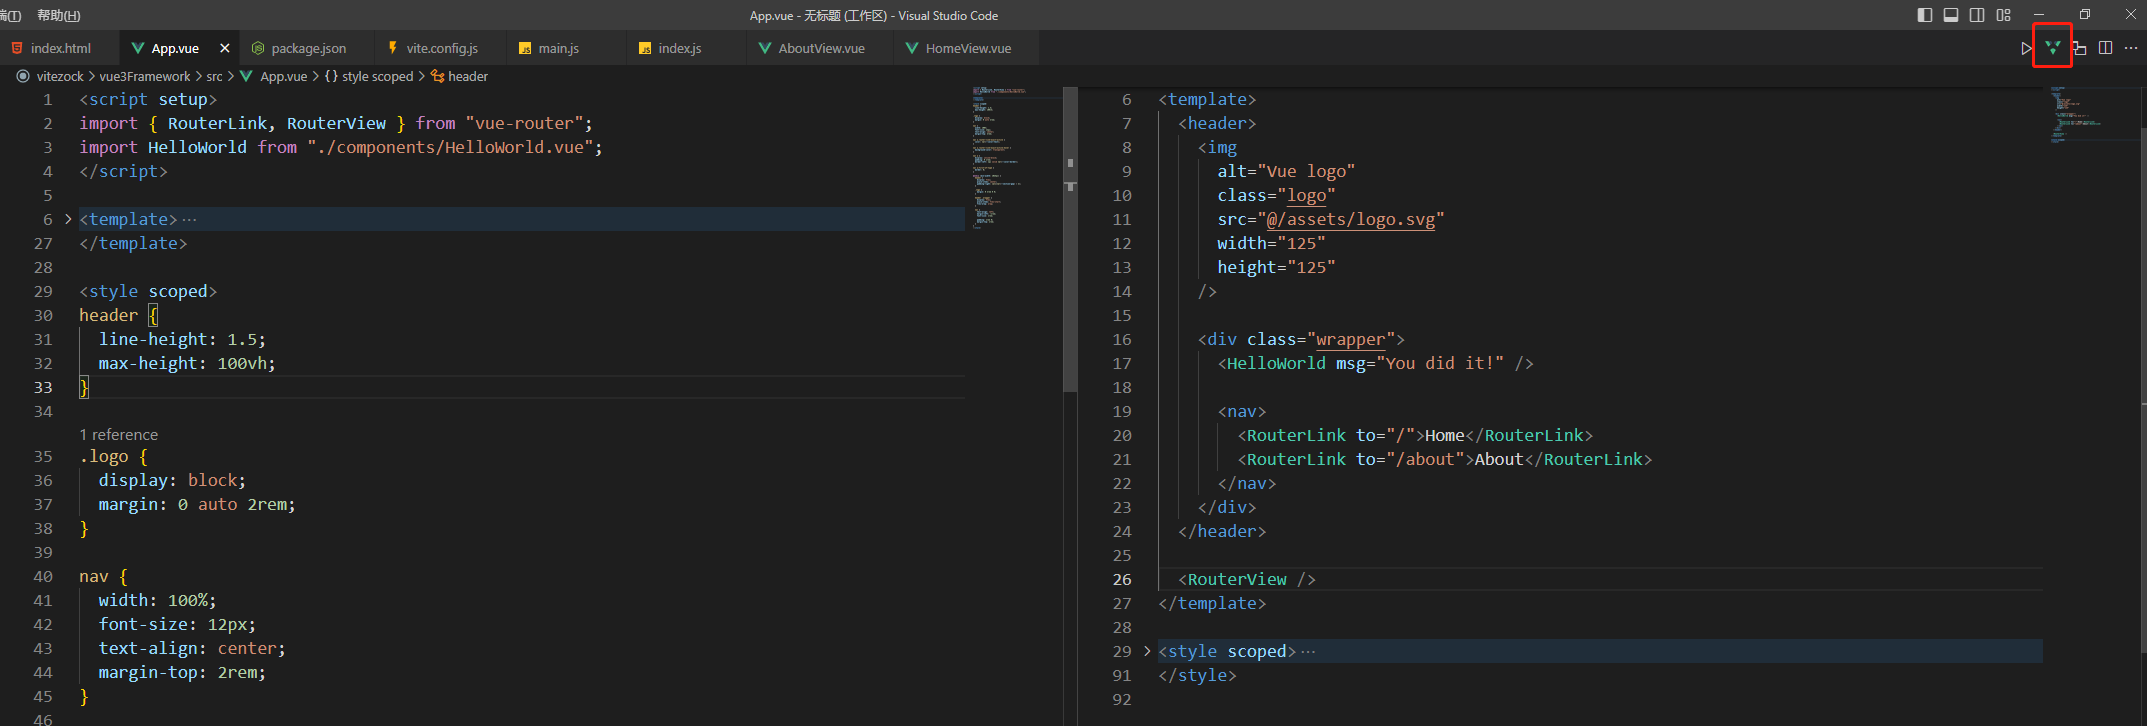 端(T) 帮助(H) App.vue - 无标题 (工作区) - Visual Studio Code
index.html App.vue package.json vite.config.js main.js index.js AboutView.vue HomeView.vue
vitezock > vue3Framework > src > App.vue > {} style scoped > header
1 <script setup>
2 import { RouterLink, RouterView } from "vue-router";
3 import HelloWorld from "./components/HelloWorld.vue";
4 </script>
5
6 <template> ···
27 </template>
28
29 <style scoped>
30 header {
31 line-height: 1.5;
32 max-height: 100vh;
33 }
34
1 reference
35 .logo {
36 display: block;
37 margin: 0 auto 2rem;
38 }
39
40 nav {
41 width: 100%;
42 font-size: 12px;
43 text-align: center;
44 margin-top: 2rem;
45 }
46
6 <template>
7 <header>
8 <img
9 alt="Vue logo"
10 class="logo"
11 src="@/assets/logo.svg"
12 width="125"
13 height="125"
14 />
15
16 <div class="wrapper">
17 <HelloWorld msg="You did it!" />
18
19 <nav>
20 <RouterLink to="/">Home</RouterLink>
21 <RouterLink to="/about">About</RouterLink>
22 </nav>
23 </div>
24 </header>
25
26 <RouterView />
27 </template>
28
29 <style scoped> ···
91 </style>
92